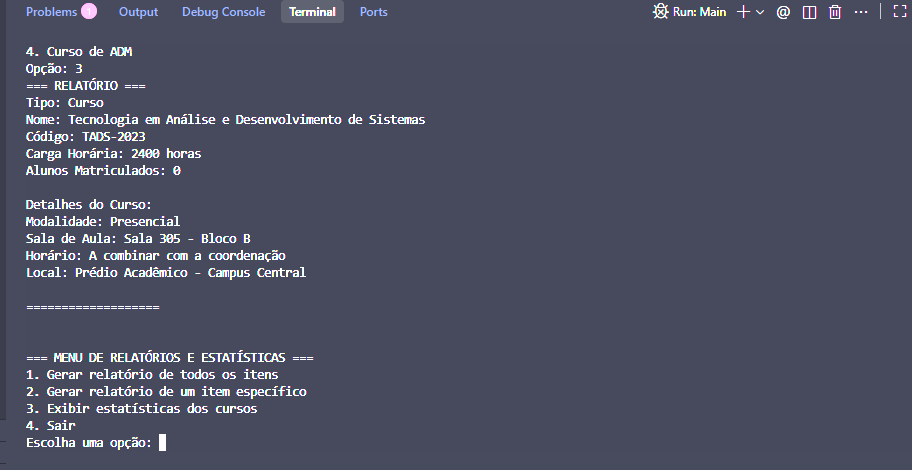 Problems 1 Output Debug Console Terminal Ports Run: Main
4. Curso de ADM
Opção: 3
=== RELATÓRIO ===
Tipo: Curso
Nome: Tecnologia em Análise e Desenvolvimento de Sistemas
Código: TADS-2023
Carga Horária: 2400 horas
Alunos Matriculados: 0
Detalhes do Curso:
Modalidade: Presencial
Sala de Aula: Sala 305 - Bloco B
Horário: A combinar com a coordenação
Local: Prédio Acadêmico - Campus Central
===================
=== MENU DE RELATÓRIOS E ESTATÍSTICAS ===
1. Gerar relatório de todos os itens
2. Gerar relatório de um item específico
3. Exibir estatísticas dos cursos
4. Sair
Escolha uma opção: